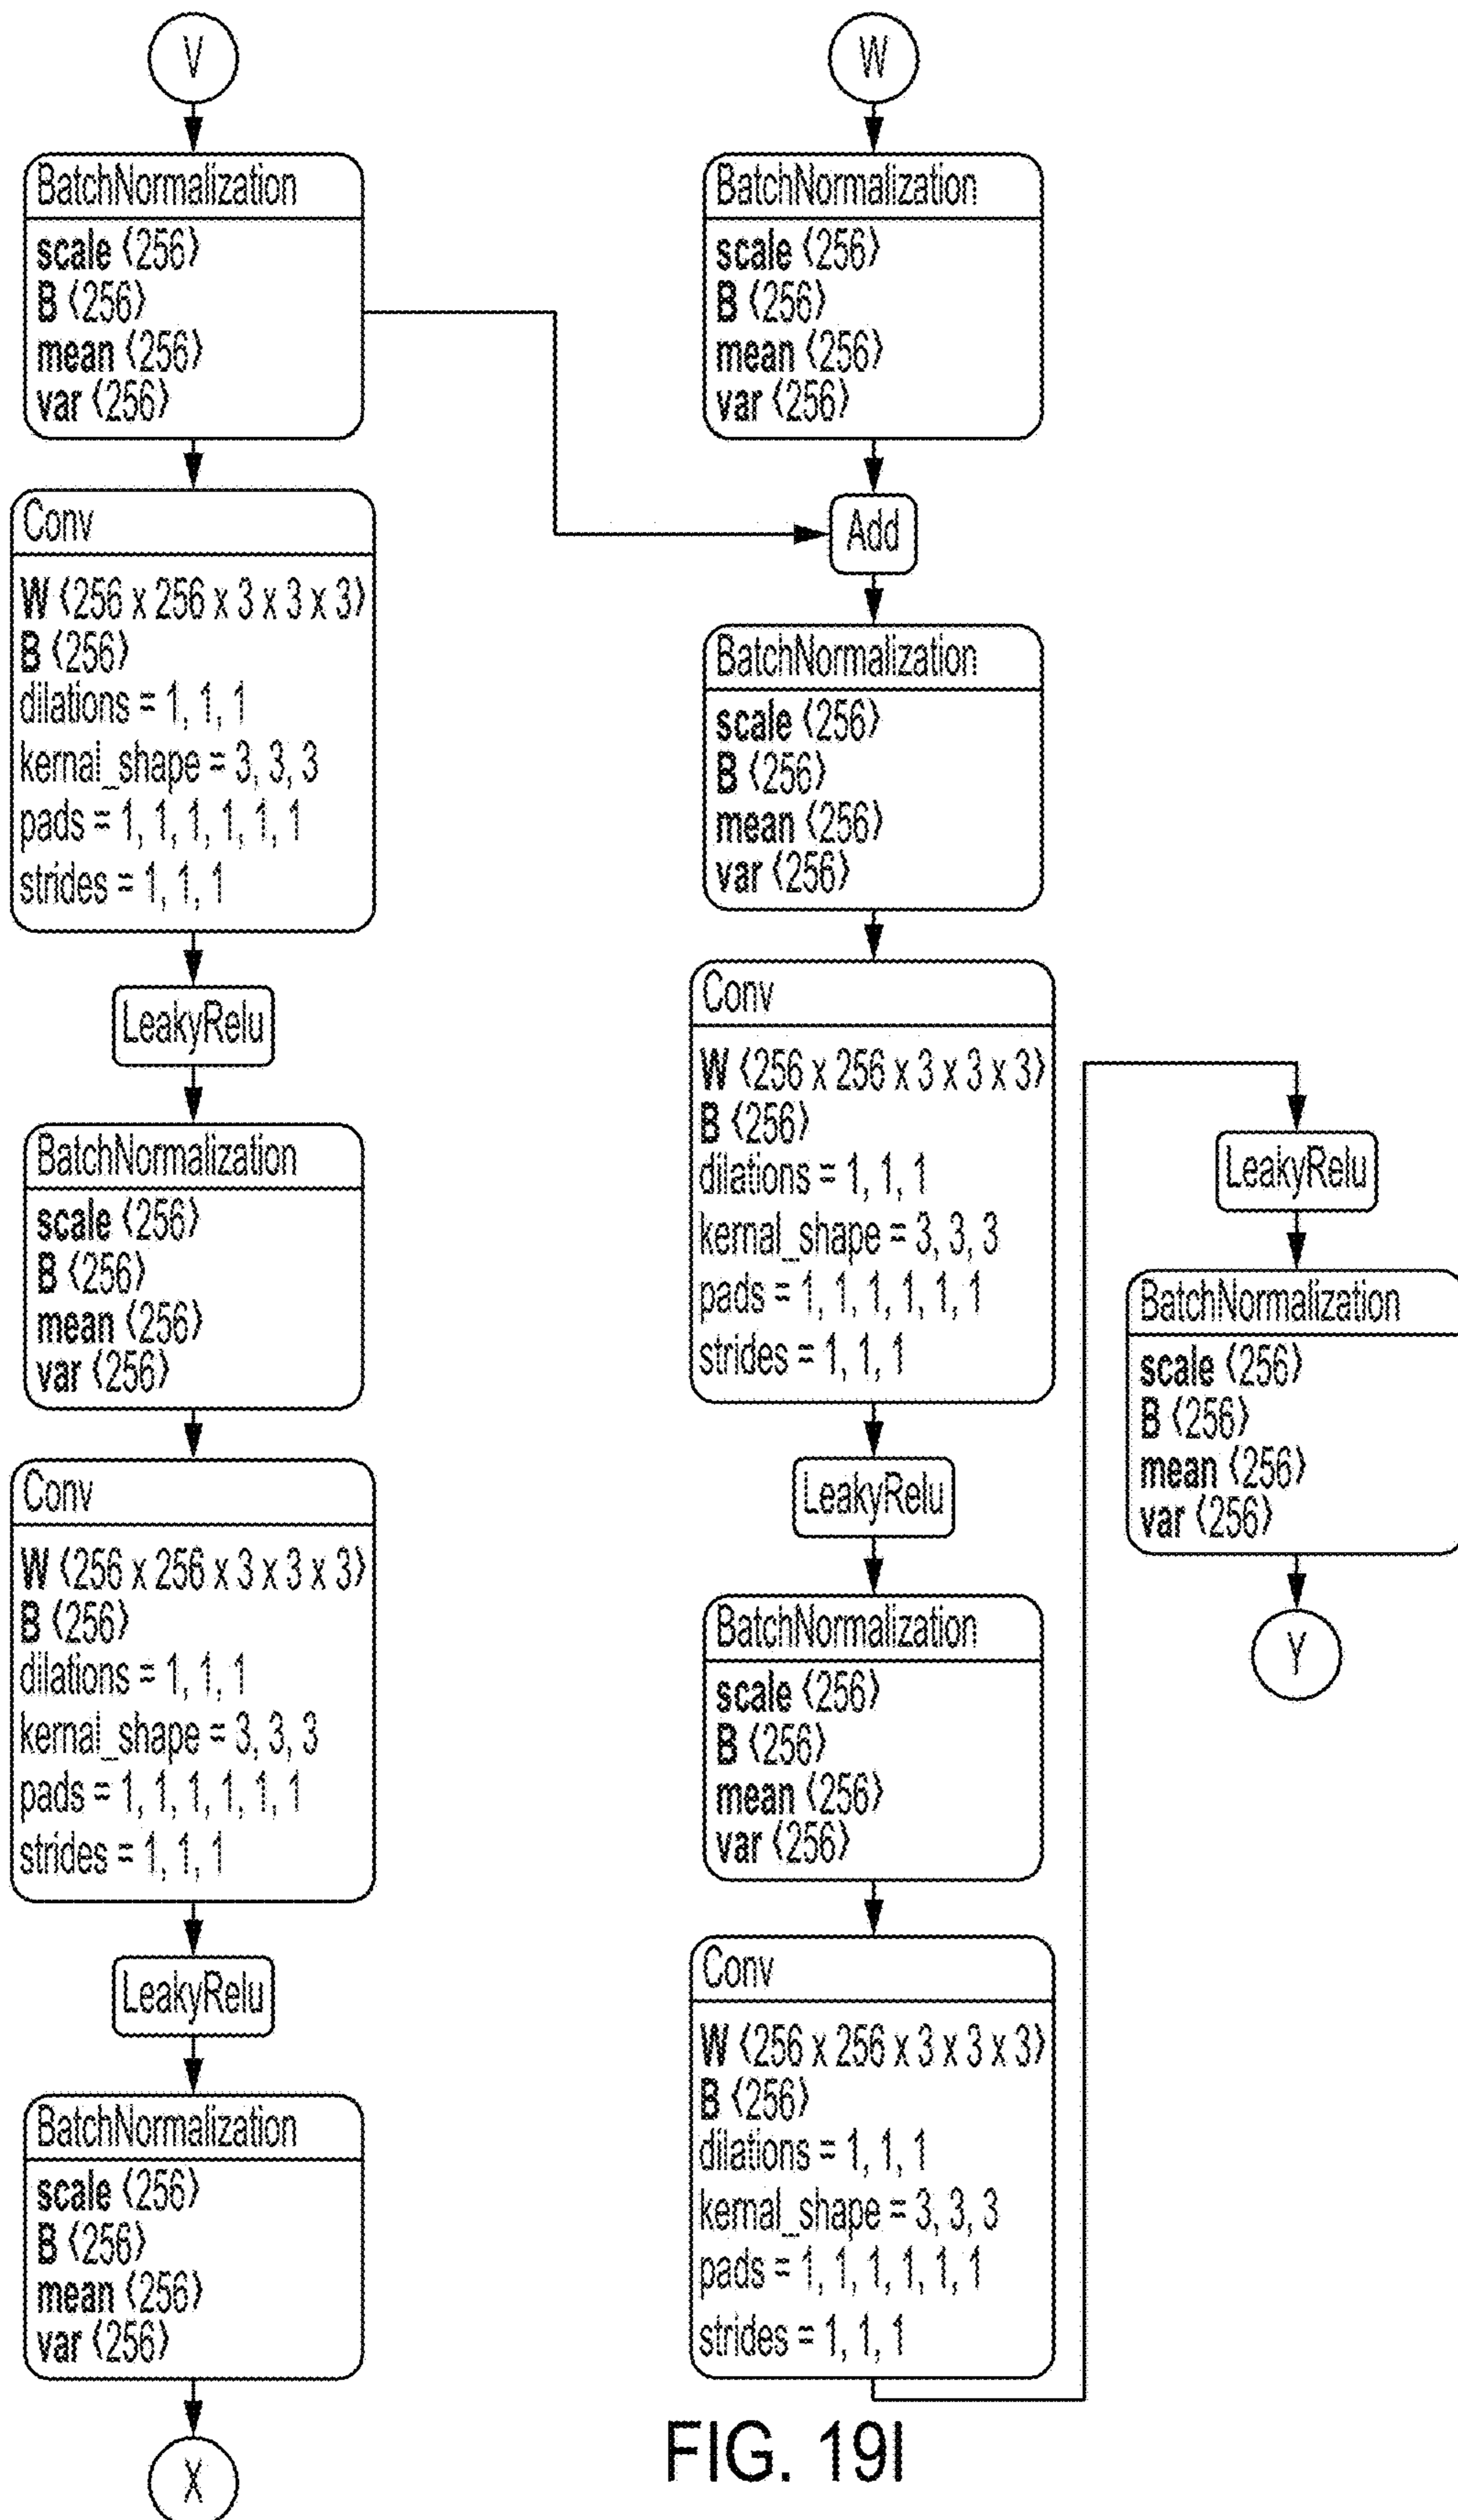 V
BatchNormalization
scale ⟨256⟩
B ⟨256⟩
mean ⟨256⟩
var ⟨256⟩
Conv
W ⟨256 x 256 x 3 x 3 x 3⟩
B ⟨256⟩
dilations = 1, 1, 1
kernal_shape = 3, 3, 3
pads = 1, 1, 1, 1, 1, 1
strides = 1, 1, 1
LeakyRelu
BatchNormalization
scale ⟨256⟩
B ⟨256⟩
mean ⟨256⟩
var ⟨256⟩
Conv
W ⟨256 x 256 x 3 x 3 x 3⟩
B ⟨256⟩
dilations = 1, 1, 1
kernal_shape = 3, 3, 3
pads = 1, 1, 1, 1, 1, 1
strides = 1, 1, 1
LeakyRelu
BatchNormalization
scale ⟨256⟩
B ⟨256⟩
mean ⟨256⟩
var ⟨256⟩
X
W
BatchNormalization
scale ⟨256⟩
B ⟨256⟩
mean ⟨256⟩
var ⟨256⟩
Add
BatchNormalization
scale ⟨256⟩
B ⟨256⟩
mean ⟨256⟩
var ⟨256⟩
Conv
W ⟨256 x 256 x 3 x 3 x 3⟩
B ⟨256⟩
dilations = 1, 1, 1
kernal_shape = 3, 3, 3
pads = 1, 1, 1, 1, 1, 1
strides = 1, 1, 1
LeakyRelu
BatchNormalization
scale ⟨256⟩
B ⟨256⟩
mean ⟨256⟩
var ⟨256⟩
Conv
W ⟨256 x 256 x 3 x 3 x 3⟩
B ⟨256⟩
dilations = 1, 1, 1
kernal_shape = 3, 3, 3
pads = 1, 1, 1, 1, 1, 1
strides = 1, 1, 1
LeakyRelu
BatchNormalization
scale ⟨256⟩
B ⟨256⟩
mean ⟨256⟩
var ⟨256⟩
Y
FIG. 19I